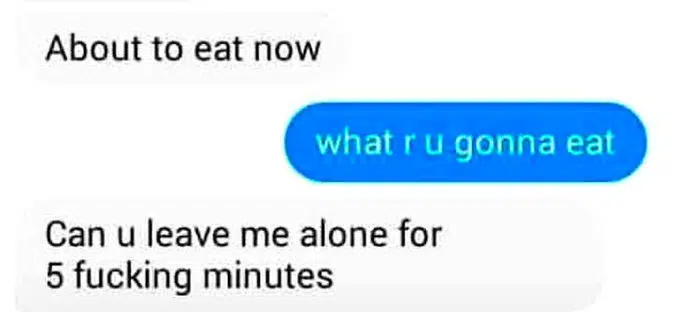 About to eat now
what r u gonna eat
Can u leave me alone for
5 fucking minutes